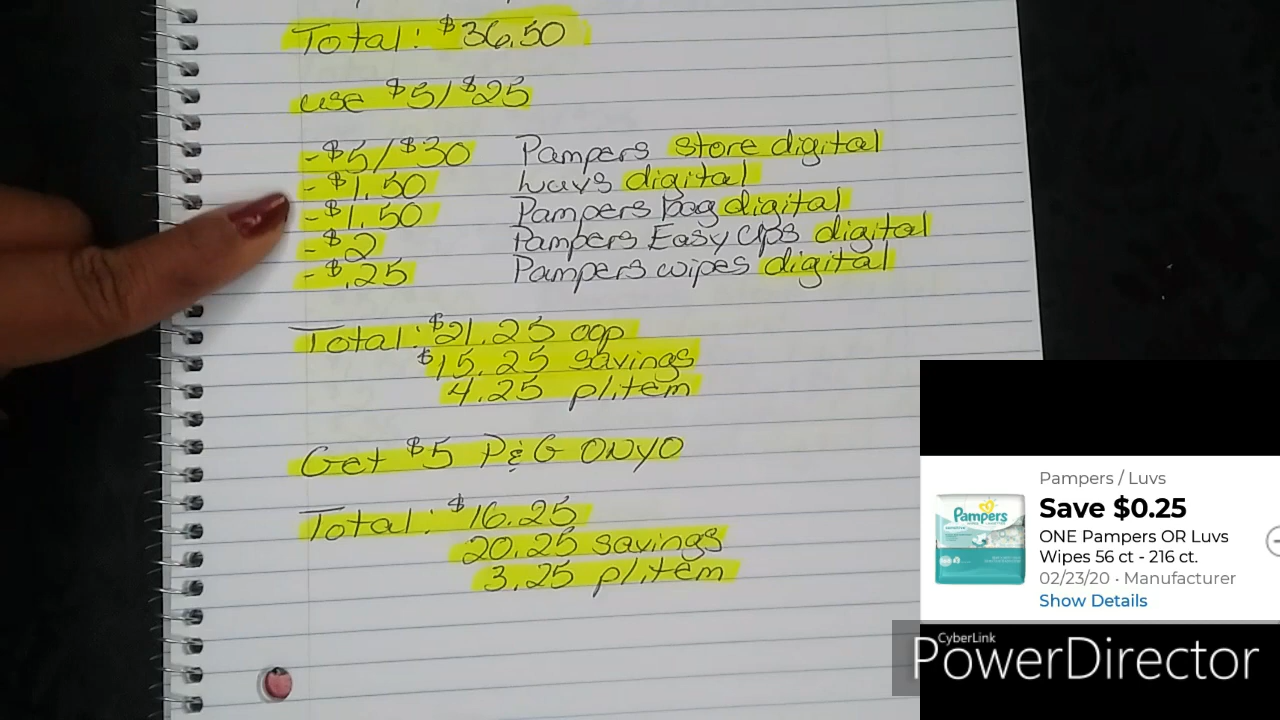 Total: $36.50
use $5/$25
-$5/$30 Pampers store digital
-$1.50 Luvs digital
-$1.50 Pampers bag digital
-$2 Pampers Easy Ups digital
-$.25 Pampers wipes digital
Total: $21.25 oop
$15.25 savings
4.25 p/item
Get $5 P&G ONYO
Total: $16.25
20.25 savings
3.25 p/item
Pampers / Luvs
Save $0.25
ONE Pampers OR Luvs
Wipes 56 ct - 216 ct.
02/23/20 · Manufacturer
Show Details
Pampers
CyberLink
PowerDirector